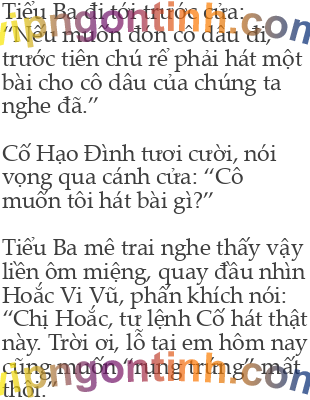 Tiểu Ba đi tới trước cửa:
“Nếu muốn đón cô dâu đi,
trước tiên chú rể phải hát một
bài cho cô dâu của chúng ta
nghe đã.”
Cố Hạo Đình tươi cười, nói
vọng qua cánh cửa: “Cô
muốn tôi hát bài gì?”
Tiểu Ba mê trai nghe thấy vậy
liền ôm miệng, quay đầu nhìn
Hoắc Vi Vũ, phấn khích nói:
“Chị Hoắc, tư lệnh Cố hát thật
này. Trời ơi, lỗ tai em hôm nay
cũng muốn “rụng trứng” mất
thôi.”
mpngontinh.com
mpngontinh.com